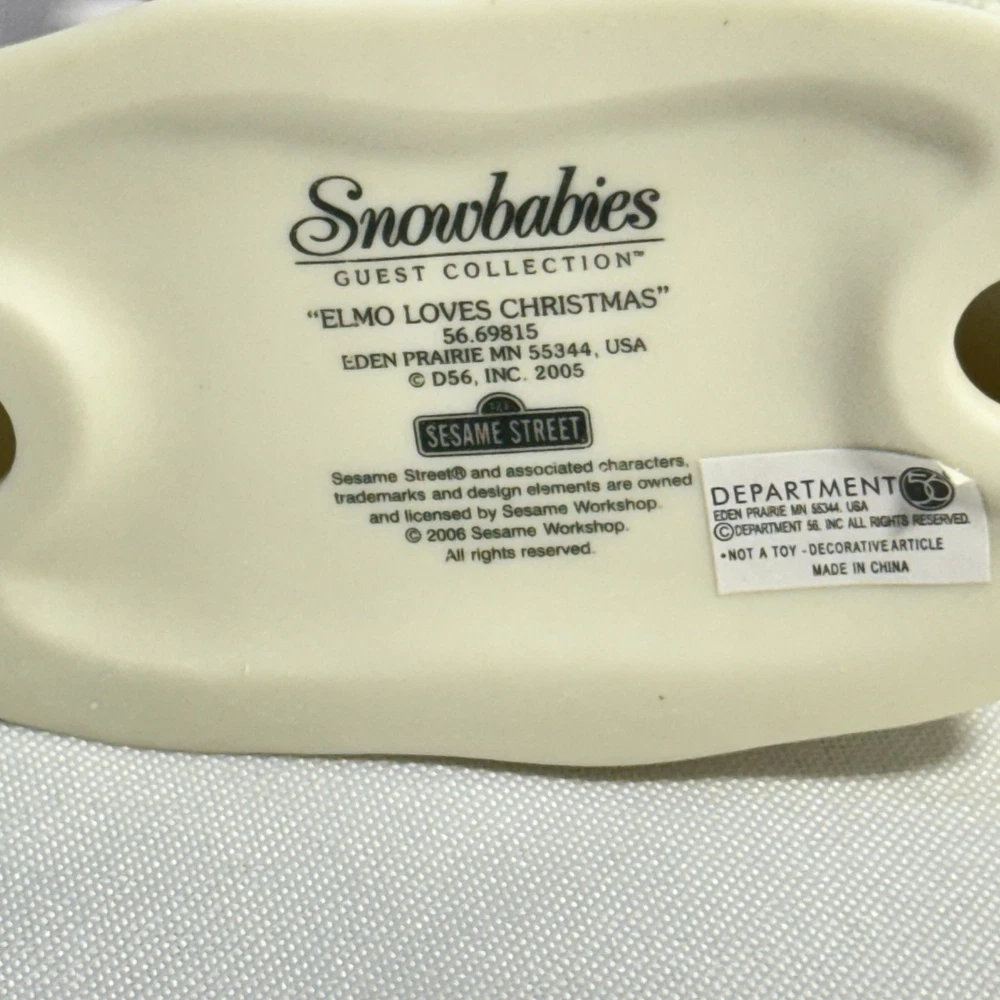 Snowbabies
GUEST COLLECTION™
"ELMO LOVES CHRISTMAS"
56.69815
EDEN PRAIRIE MN 55344, USA
© D56, INC. 2005
123
SESAME STREET
Sesame Street® and associated characters,
trademarks and design elements are owned
and licensed by Sesame Workshop.
© 2006 Sesame Workshop.
All rights reserved.
DEPARTMENT 56
EDEN PRAIRIE MN 55344. USA
©DEPARTMENT 56. INC ALL RIGHTS RESERVED.
•NOT A TOY - DECORATIVE ARTICLE
MADE IN CHINA